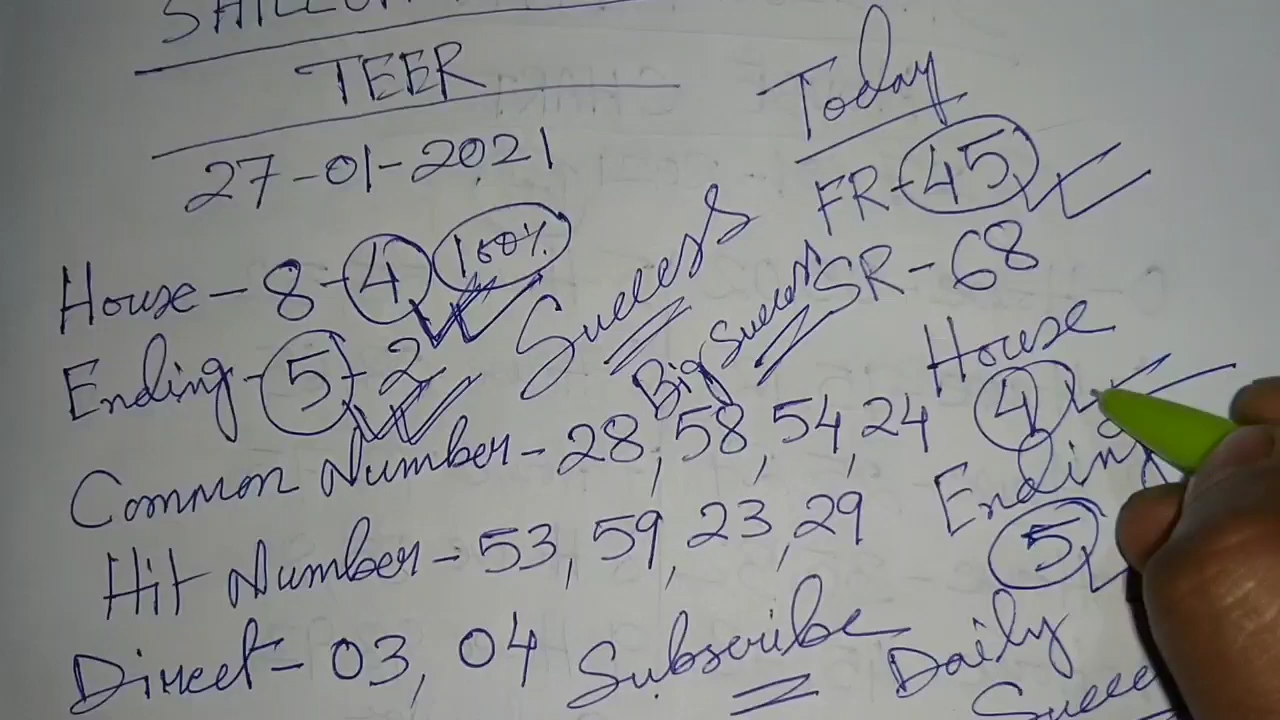 TEER
27-01-2021
Today
FR-45
SR-68
House-8-4 100%
Ending-5-2
Success
Big Success
Common Number-28,58,54,24
Hit Number-53,59,23,29
Direct-03,04
Subscribe
House
4
Ending
5
Daily